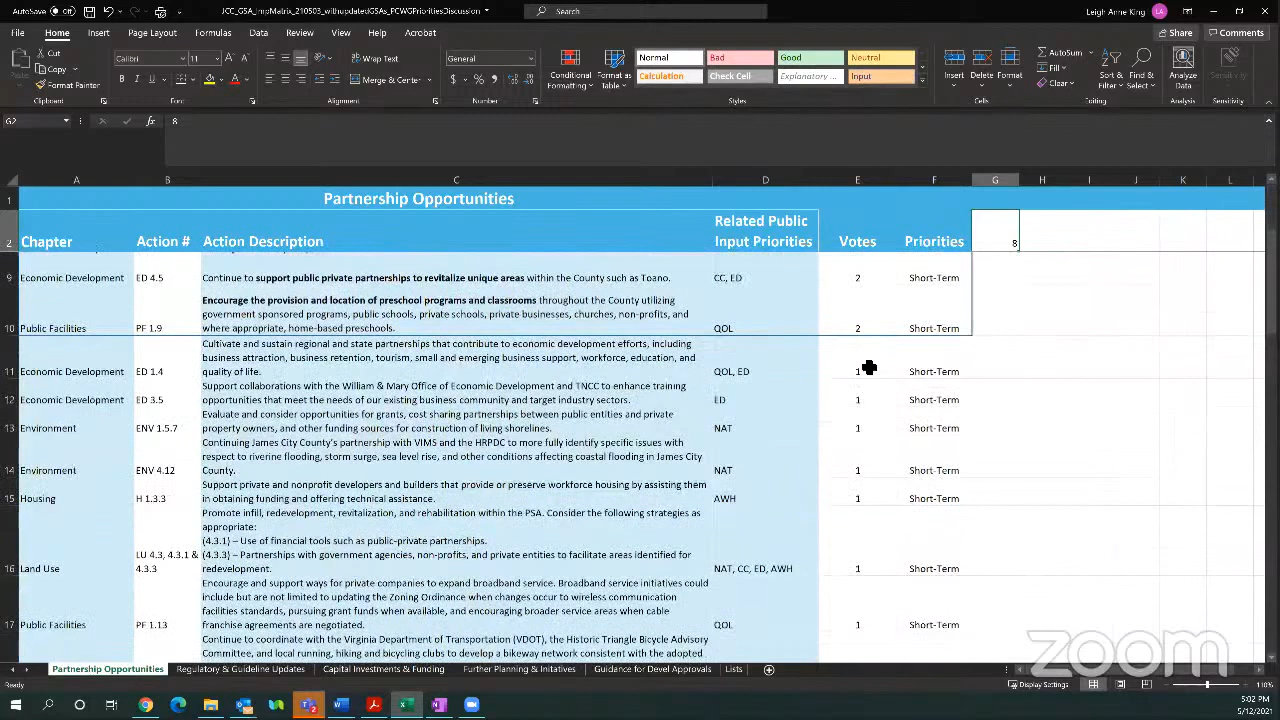 AutoSave Off JCC_GSA_ImpMatrix_210503_withupdatedGSAs_PCWGPrioritiesDiscussion Search Leigh Anne King LA
File Home Insert Page Layout Formulas Data Review View Help Acrobat Share Comments
Cut
Copy
Format Painter
Clipboard
Calibri 11
B I U
Font
Wrap Text
Merge & Center
Alignment
General
$ % 9
Number
Conditional Formatting
Format as Table
Normal Bad Good Neutral
Calculation Check Cell Explanatory ... Input
Styles
Insert Delete Format
Cells
AutoSum
Fill
Clear
Sort & Filter
Find & Select
Editing
Analyze Data
Analysis
Sensitivity
Sensitivity
G2 fx 8
A B C D E F G H I J K L
1 Partnership Opportunities
2 Chapter Action # Action Description Related Public Input Priorities Votes Priorities 8
9 Economic Development ED 4.5 Continue to support public private partnerships to revitalize unique areas within the County such as Toano. CC, ED 2 Short-Term
Encourage the provision and location of preschool programs and classrooms throughout the County utilizing
government sponsored programs, public schools, private schools, private businesses, churches, non-profits, and
10 Public Facilities PF 1.9 where appropriate, home-based preschools. QOL 2 Short-Term
Cultivate and sustain regional and state partnerships that contribute to economic development efforts, including
business attraction, business retention, tourism, small and emerging business support, workforce, education, and
11 Economic Development ED 1.4 quality of life. QOL, ED 1 Short-Term
Support collaborations with the William & Mary Office of Economic Development and TNCC to enhance training
12 Economic Development ED 3.5 opportunities that meet the needs of our existing business community and target industry sectors. ED 1 Short-Term
Evaluate and consider opportunities for grants, cost sharing partnerships between public entities and private
13 Environment ENV 1.5.7 property owners, and other funding sources for construction of living shorelines. NAT 1 Short-Term
Continuing James City County's partnership with VIMS and the HRPDC to more fully identify specific issues with
respect to riverine flooding, storm surge, sea level rise, and other conditions affecting coastal flooding in James City
14 Environment ENV 4.12 County. NAT 1 Short-Term
Support private and nonprofit developers and builders that provide or preserve workforce housing by assisting them
15 Housing H 1.3.3 in obtaining funding and offering technical assistance. AWH 1 Short-Term
Promote infill, redevelopment, revitalization, and rehabilitation within the PSA. Consider the following strategies as
appropriate:
(4.3.1) – Use of financial tools such as public-private partnerships.
LU 4.3, 4.3.1 & (4.3.3) – Partnerships with government agencies, non-profits, and private entities to facilitate areas identified for
16 Land Use 4.3.3 redevelopment. NAT, CC, ED, AWH 1 Short-Term
Encourage and support ways for private companies to expand broadband service. Broadband service initiatives could
include but are not limited to updating the Zoning Ordinance when changes occur to wireless communication
facilities standards, pursuing grant funds when available, and encouraging broader service areas when cable
17 Public Facilities PF 1.13 franchise agreements are negotiated. QOL 1 Short-Term
Continue to coordinate with the Virginia Department of Transportation (VDOT), the Historic Triangle Bicycle Advisory
Committee, and local running, hiking and bicycling clubs to develop a bikeway network consistent with the adopted
Partnership Opportunities Regulatory & Guideline Updates Capital Investments & Funding Further Planning & Initatives Guidance for Devel Approvals Lists
Ready Display Settings 110%
zoom
5:02 PM
5/12/2021